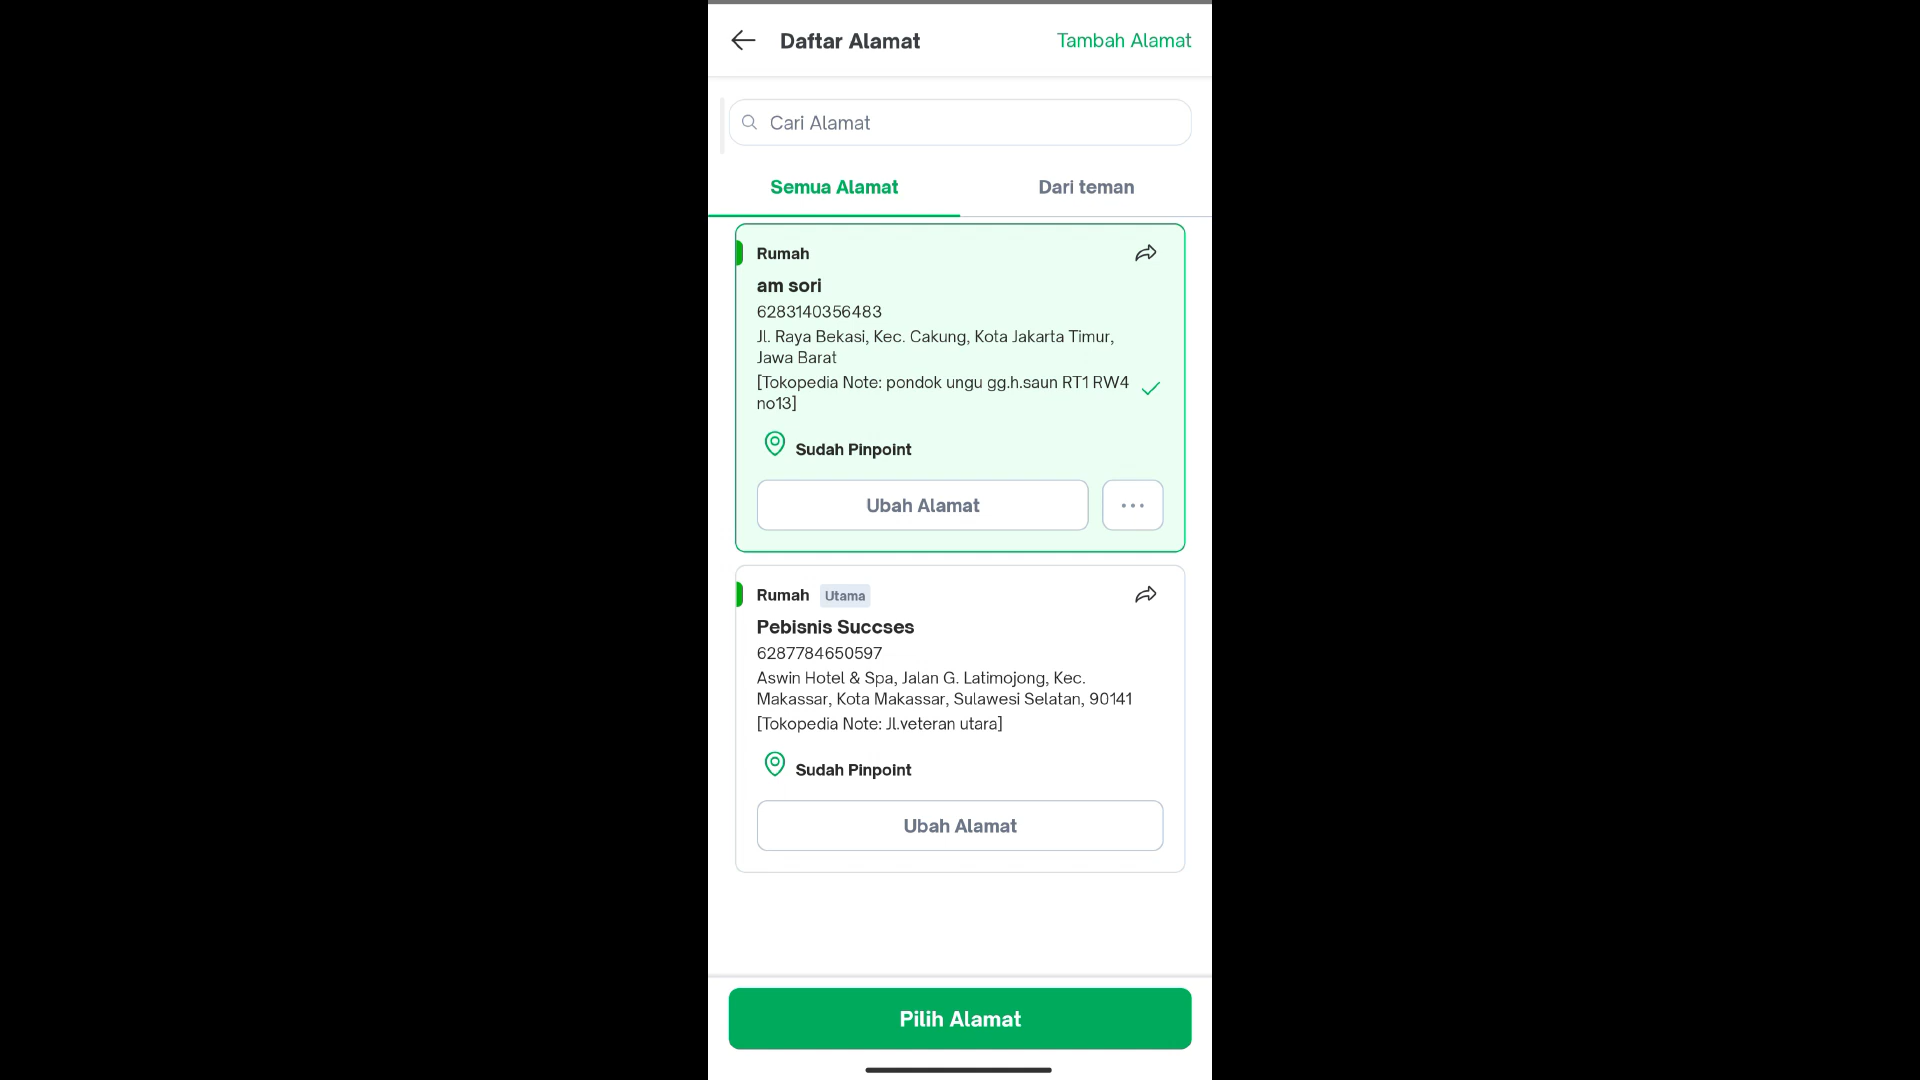 Daftar Alamat
Tambah Alamat
Cari Alamat
Semua Alamat
Dari teman
Rumah
am sori
6283140356483
Jl. Raya Bekasi, Kec. Cakung, Kota Jakarta Timur,
Jawa Barat
[Tokopedia Note: pondok ungu gg.h.saun RT1 RW4
no13]
Sudah Pinpoint
Ubah Alamat
Rumah Utama
Pebisnis Succses
6287784650597
Aswin Hotel & Spa, Jalan G. Latimojong, Kec.
Makassar, Kota Makassar, Sulawesi Selatan, 90141
[Tokopedia Note: Jl.veteran utara]
Sudah Pinpoint
Ubah Alamat
Pilih Alamat